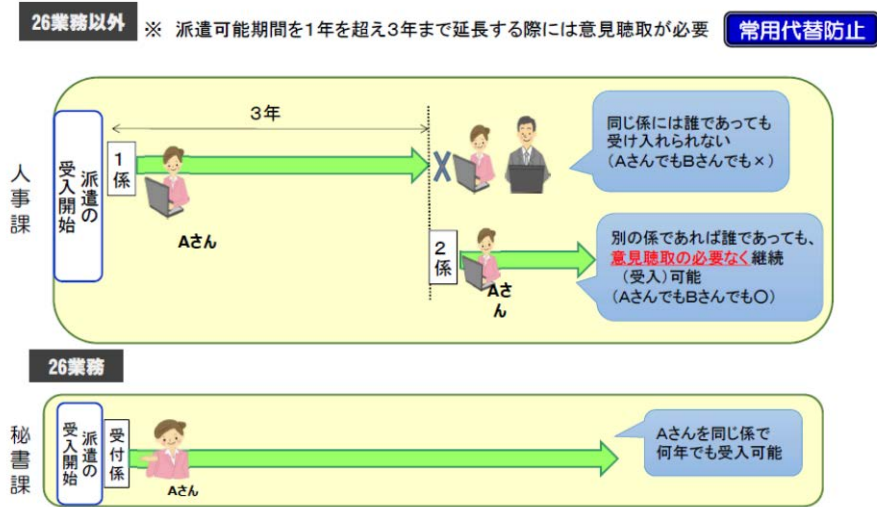 26業務以外 ※ 派遣可能期間を1年を超え3年まで延長する際には意見聴取が必要 常用代替防止
人事課
派遣の
受入開始
1係
3年
Aさん
X
同じ係には誰であっても
受け入れられない
(AさんでもBさんでも×)
2係
Aさ
ん
別の係であれば誰であっても、
意見聴取の必要なく継続
(受入)可能
(AさんでもBさんでも〇)
26業務
秘書課
派遣の
受入開始
受付係
Aさん
Aさんを同じ係で
何年でも受入可能